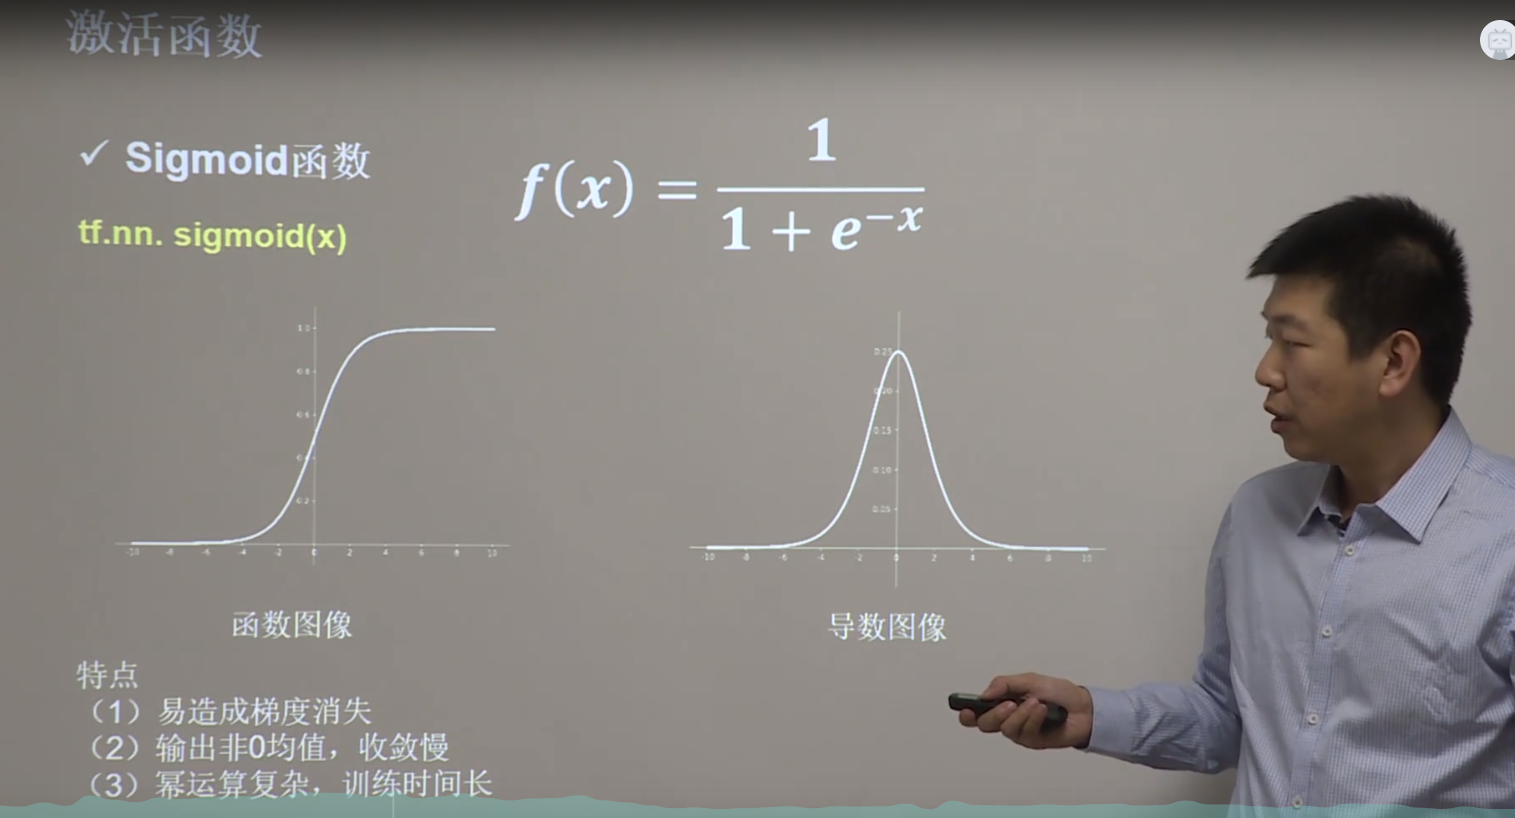 激活函数
✓ Sigmoid函数
tf.nn. sigmoid(x)
f(x) = 1 / (1 + e^{-x})
1.0
0.8
0.6
0.4
0.2
-10 -8 -6 -4 -2 0 2 4 6 8 10
函数图像
0.25
0.20
0.15
0.10
0.05
-10 -8 -6 -4 -2 0 2 4 6 8 10
导数图像
特点
（1）易造成梯度消失
（2）输出非0均值，收敛慢
（3）幂运算复杂，训练时间长